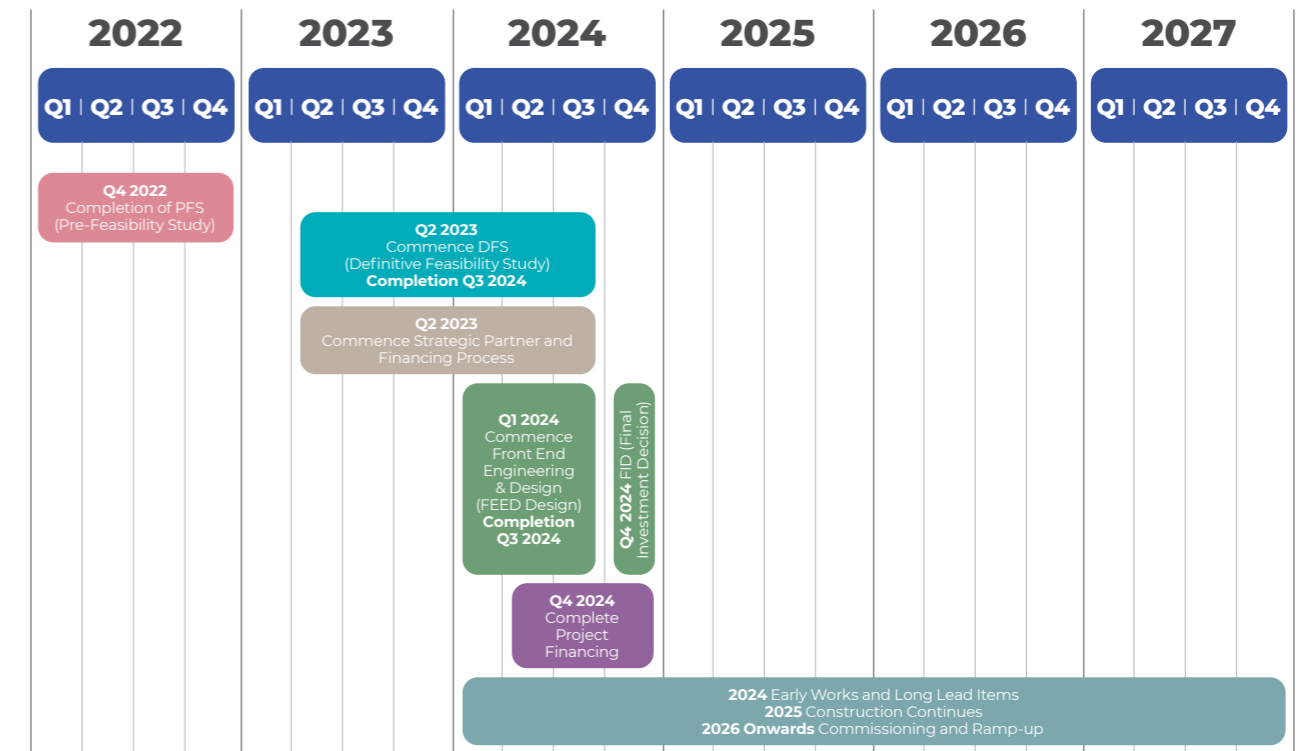 2022 2023 2024 2025 2026 2027
Q1 | Q2 | Q3 | Q4 Q1 | Q2 | Q3 | Q4 Q1 | Q2 | Q3 | Q4 Q1 | Q2 | Q3 | Q4 Q1 | Q2 | Q3 | Q4 Q1 | Q2 | Q3 | Q4
Q4 2022
Completion of PFS
(Pre-Feasibility Study)
Q2 2023
Commence DFS
(Definitive Feasibility Study)
Completion Q3 2024
Q2 2023
Commence Strategic Partner and
Financing Process
Q1 2024
Commence
Front End
Engineering
& Design
(FEED Design)
Completion
Q3 2024
Q4 2024 FID (Final
Investment Decision)
Q4 2024
Complete
Project
Financing
2024 Early Works and Long Lead Items
2025 Construction Continues
2026 Onwards Commissioning and Ramp-up